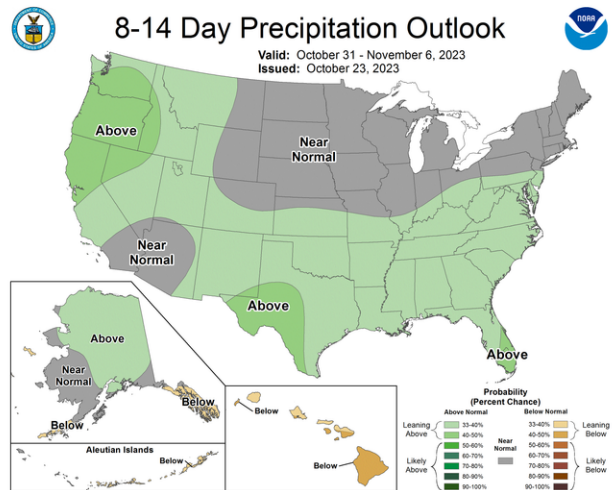 8-14 Day Precipitation Outlook
Valid: October 31 - November 6, 2023
Issued: October 23, 2023
NOAA
Above
Near
Normal
Near
Normal
Above
Above
Above
Near
Normal
Below
Below
Aleutian Islands
Below
Below
Below
Probability
(Percent Chance)
Above Normal
Below Normal
Leaning
Above
33-40%
40-50%
Likely
Above
50-60%
60-70%
70-80%
80-90%
90-100%
Near
Normal
33-40%
40-50%
Leaning
Below
50-60%
60-70%
70-80%
80-90%
90-100%
Likely
Below